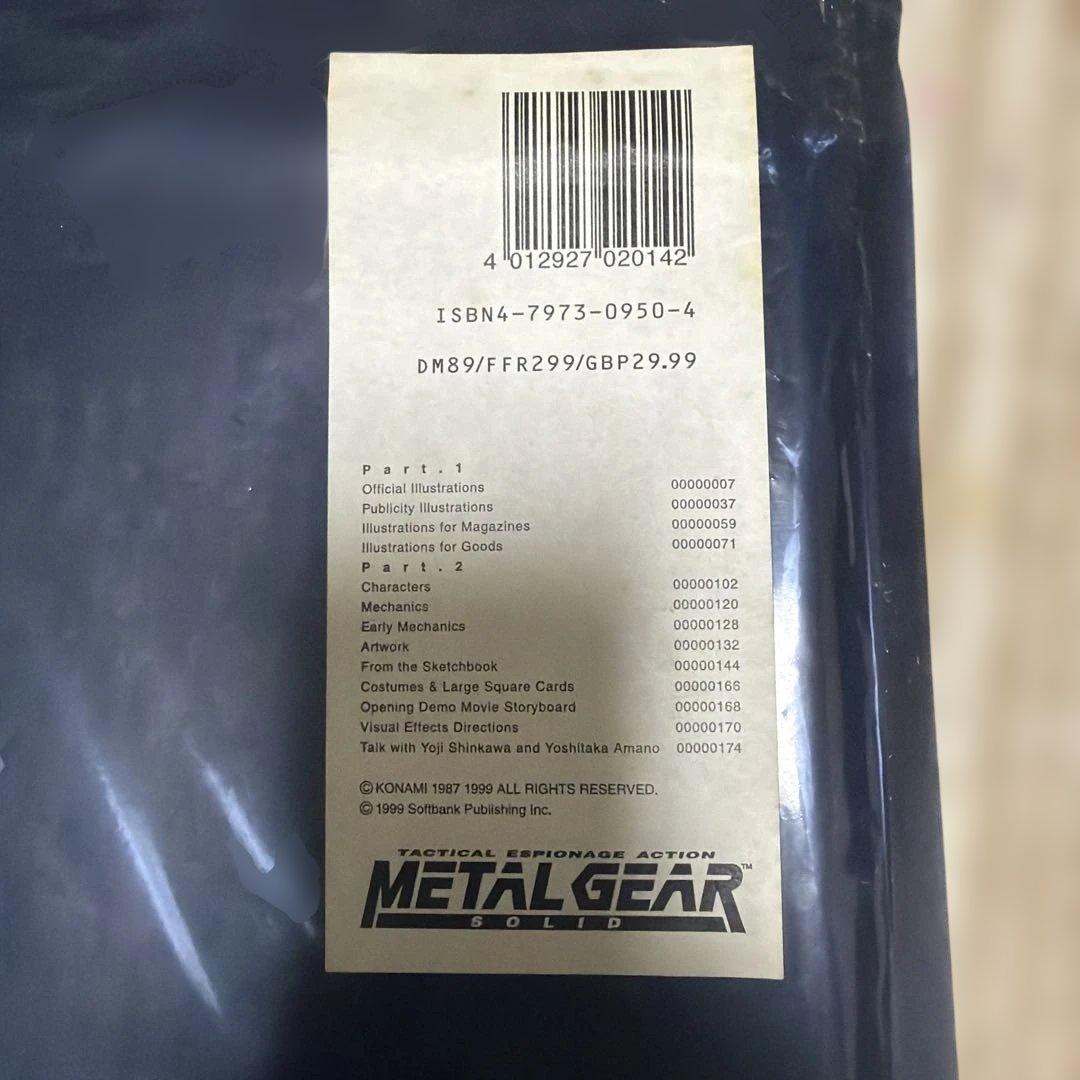 4 012927 020142
ISBN4-7973-0950-4
DM89/FFR299/GBP29.99
Part.1
Official Illustrations 00000007
Publicity Illustrations 00000037
Illustrations for Magazines 00000059
Illustrations for Goods 00000071
Part.2
Characters 00000102
Mechanics 00000120
Early Mechanics 00000128
Artwork 00000132
From the Sketchbook 00000144
Costumes & Large Square Cards 00000166
Opening Demo Movie Storyboard 00000168
Visual Effects Directions 00000170
Talk with Yoji Shinkawa and Yoshitaka Amano 00000174
©KONAMI 1987 1999 ALL RIGHTS RESERVED.
© 1999 Softbank Publishing Inc.
TACTICAL ESPIONAGE ACTION
METAL GEAR™
SOLID